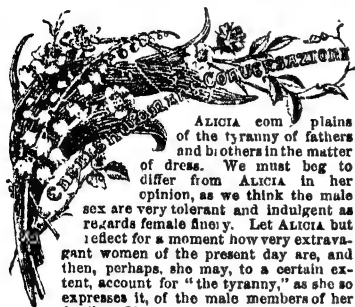 CONVERSAZIONE
ALICIA com plains
of the tyranny of fathers
and brothers in the matter
of dress. We must beg to
differ from ALICIA in her
opinion, as we think the male
sex are very tolerant and indulgent as
regards female finery. Let ALICIA but
reflect for a moment how very extrava-
gant women of the present day are, and
then, perhaps, she may, to a certain ex-
tent, account for "the tyranny," as she so
expresses it, of the male members of her